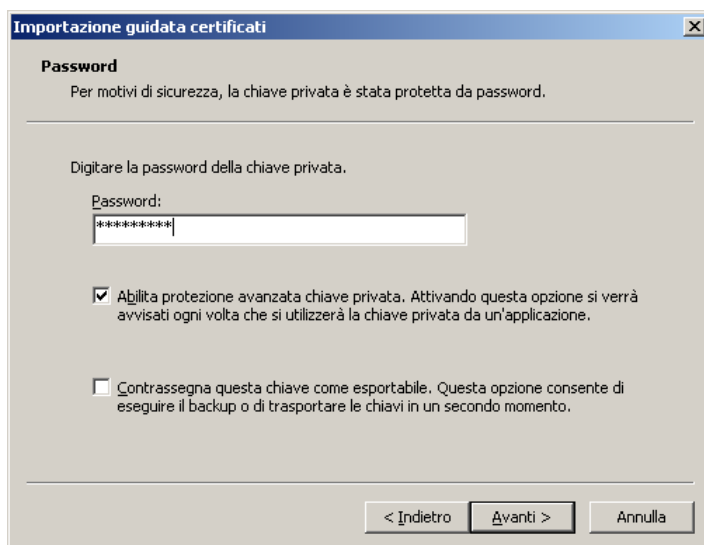 Importazione guidata certificati
Password
Per motivi di sicurezza, la chiave privata è stata protetta da password.
Digitare la password della chiave privata.
Password:
*********
Abilita protezione avanzata chiave privata. Attivando questa opzione si verrà
avvisati ogni volta che si utilizzerà la chiave privata da un'applicazione.
Contrassegna questa chiave come esportabile. Questa opzione consente di
eseguire il backup o di trasportare le chiavi in un secondo momento.
< Indietro Avanti > Annulla